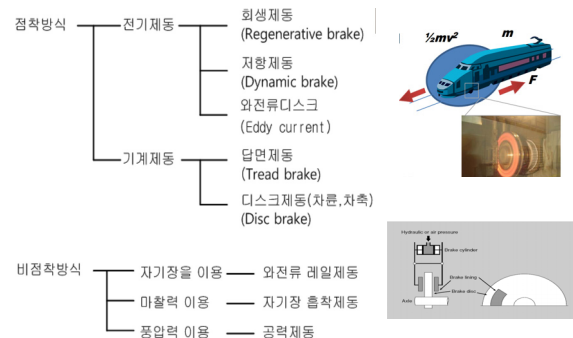 점착방식
전기제동
회생제동
(Regenerative brake)
저항제동
(Dynamic brake)
와전류디스크
(Eddy current)
기계제동
답면제동
(Tread brake)
디스크제동(차륜,차축)
(Disc brake)
비점착방식
자기장을 이용
와전류 레일제동
마찰력 이용
자기장 흡착제동
풍압력 이용
공력제동
½mv²
m
F
Hydraulic or air pressure
Brake cylinder
Brake lining
Brake disc
Axle